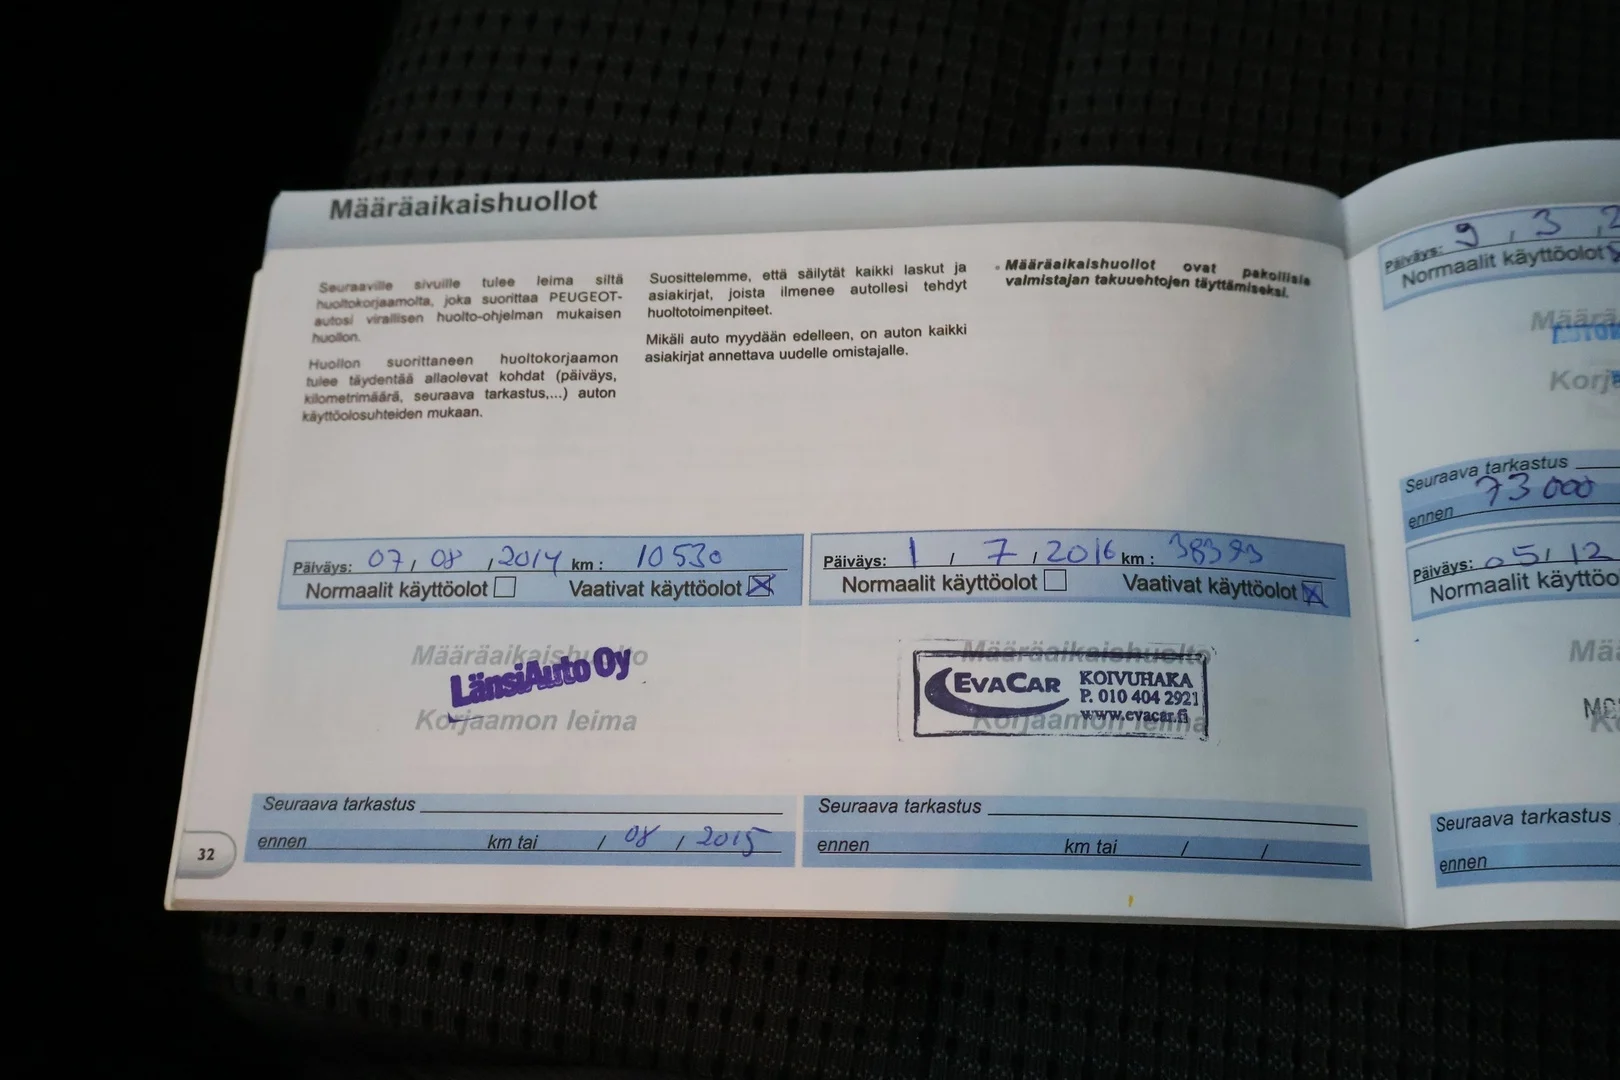 Määräaikaishuollot
Seuraaville sivuille tulee leima siltä
huoltokorjaamolta, joka suorittaa PEUGEOT-
autosi virallisen huolto-ohjelman mukaisen
huollon.
Huollon suorittaneen huoltokorjaamon
tulee täydentää allaolevat kohdat (päiväys,
kilometrimäärä, seuraava tarkastus,...) auton
käyttöolosuhteiden mukaan.
Suosittelemme, että säilytät kaikki laskut ja
asiakirjat, joista ilmenee autollesi tehdyt
huoltotoimenpiteet.
Mikäli auto myydään edelleen, on auton kaikki
asiakirjat annettava uudelle omistajalle.
Määräaikaishuollot ovat pakollisia
valmistajan takuuehtojen täyttämiseksi.
Päiväys: 07 / 08 / 2014 km : 10530
Normaalit käyttöolot Vaativat käyttöolot
Määräaikaishuolto
LänsiAuto Oy
Korjaamon leima
Seuraava tarkastus
ennen km tai / 08 / 2015
Päiväys: 1 / 7 / 2016 km : 38393
Normaalit käyttöolot Vaativat käyttöolot
Määräaikaishuolto
EVACAR KOIVUHAKA
P. 010 404 2921
www.evacar.fi
Korjaamon leima
Seuraava tarkastus
ennen km tai / /
32
Päiväys: 9 / 3
Normaalit käyttöolot
Seuraava tarkastus
ennen 73 000
Päiväys: 05 / 12
Seuraava tarkastus
ennen